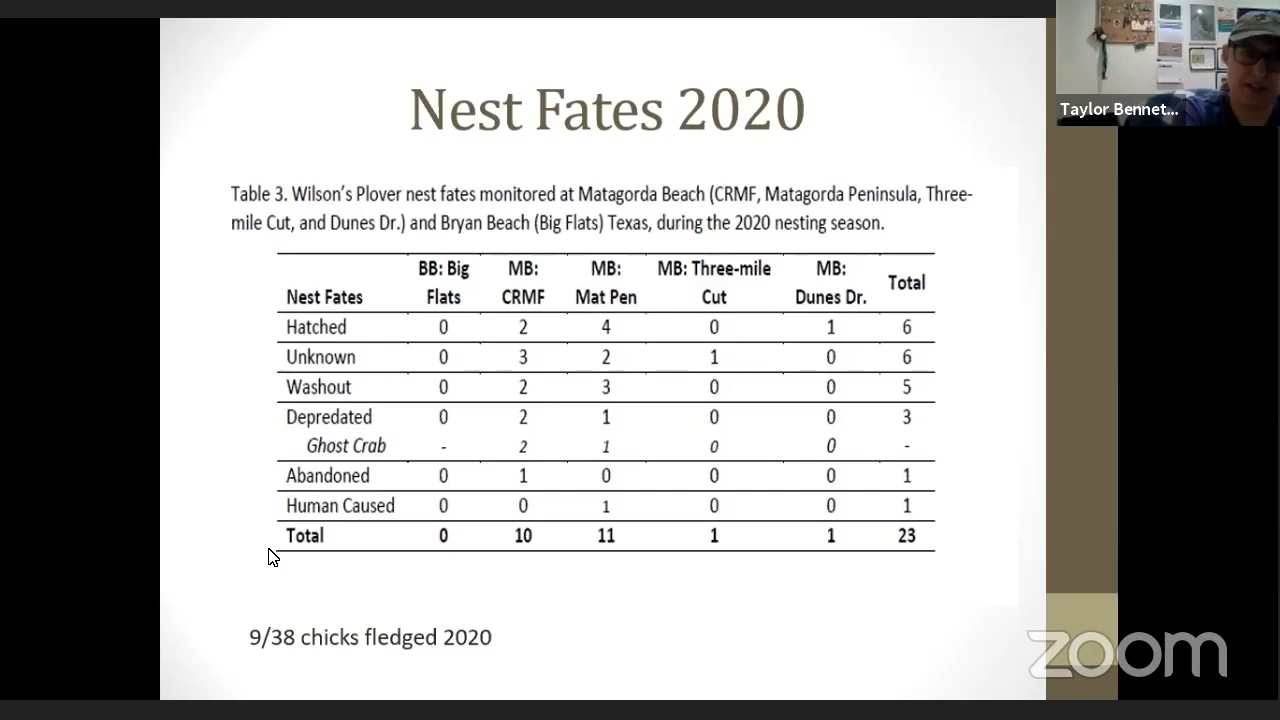 Nest Fates 2020
Taylor Bennet...
Table 3. Wilson's Plover nest fates monitored at Matagorda Beach (CRMF, Matagorda Peninsula, Three-
mile Cut, and Dunes Dr.) and Bryan Beach (Big Flats) Texas, during the 2020 nesting season.
Nest Fates BB: Big Flats MB: CRMF MB: Mat Pen MB: Three-mile Cut MB: Dunes Dr. Total
Hatched 0 2 4 0 1 6
Unknown 0 3 2 1 0 6
Washout 0 2 3 0 0 5
Depredated 0 2 1 0 0 3
Ghost Crab - 2 1 0 0 -
Abandoned 0 1 0 0 0 1
Human Caused 0 0 1 0 0 1
Total 0 10 11 1 1 23
9/38 chicks fledged 2020
zoom